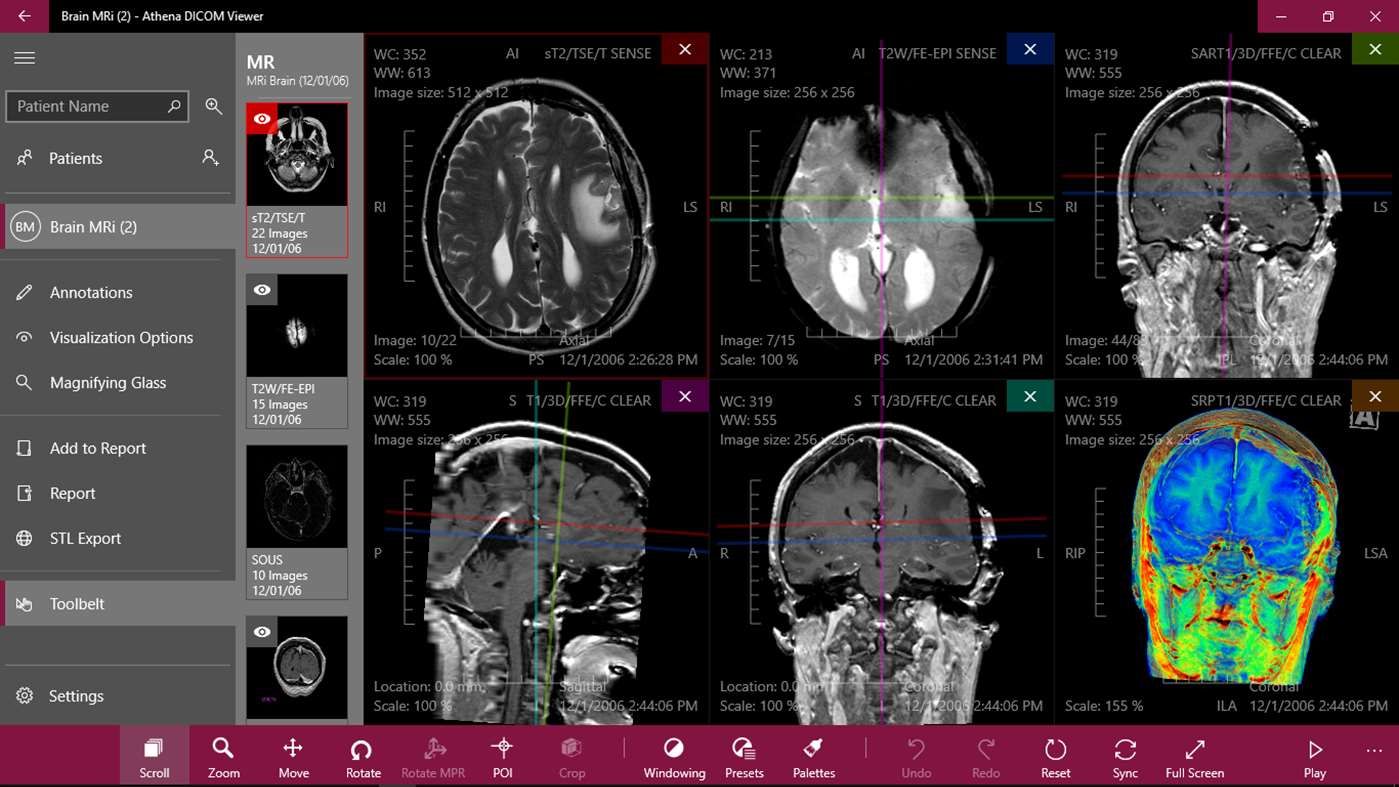 Brain MRi (2) - Athena DICOM Viewer
Patient Name
Patients
BM Brain MRi (2)
Annotations
Visualization Options
Magnifying Glass
Add to Report
Report
STL Export
Toolbelt
Settings
MR
MRi Brain (12/01/06)
sT2/TSE/T
22 Images
12/01/06
T2W/FE-EPI
15 Images
12/01/06
SOUS
10 Images
12/01/06
WC: 352 AI sT2/TSE/T SENSE
WW: 613
Image size: 512 x 512
RI LS
Image: 10/22 Axial
Scale: 100 % PS 12/1/2006 2:26:28 PM
WC: 213 AI T2W/FE-EPI SENSE
WW: 371
Image size: 256 x 256
RI LS
Image: 7/15 Axial
Scale: 100 % PS 12/1/2006 2:31:41 PM
WC: 319 SART1/3D/FFE/C CLEAR
WW: 555
Image size: 256 x 256
RI LS
Image: 44/83 Coronal
Scale: 100 % IPL 12/1/2006 2:44:06 PM
WC: 319 S T1/3D/FFE/C CLEAR
WW: 555
Image size: 256 x 256
P A
Location: 0.0 mm Sagittal
Scale: 100 % 12/1/2006 2:44:06 PM
WC: 319 S T1/3D/FFE/C CLEAR
WW: 555
Image size: 256 x 256
R L
Location: 0.0 mm Coronal
Scale: 100 % 12/1/2006 2:44:06 PM
WC: 319 SRPT1/3D/FFE/C CLEAR
WW: 555 A
Image size: 256 x 256
RIP LSA
Coronal
Scale: 155 % ILA 12/1/2006 2:44:06 PM
Scroll Zoom Move Rotate Rotate MPR POI Crop Windowing Presets Palettes Undo Redo Reset Sync Full Screen Play